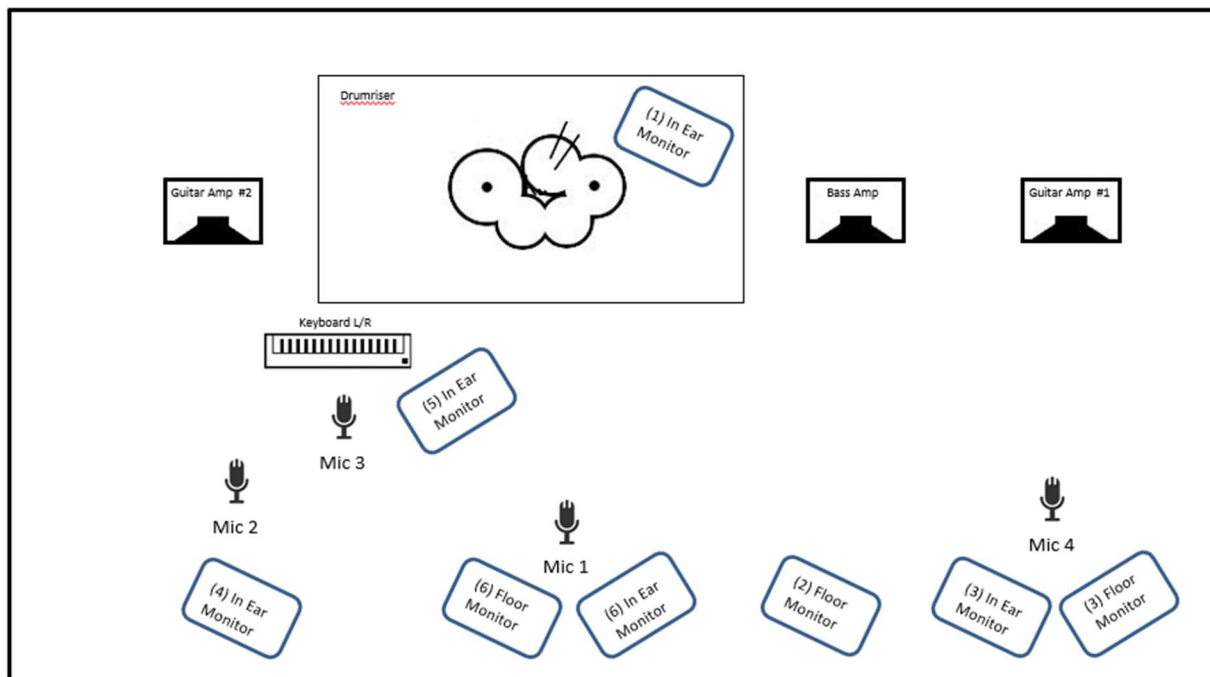 Drumriser
(1) In Ear
Monitor
Guitar Amp #2
Bass Amp
Guitar Amp #1
Keyboard L/R
(5) In Ear
Monitor
Mic 3
Mic 2
Mic 1
Mic 4
(4) In Ear
Monitor
(6) Floor
Monitor
(6) In Ear
Monitor
(2) Floor
Monitor
(3) In Ear
Monitor
(3) Floor
Monitor